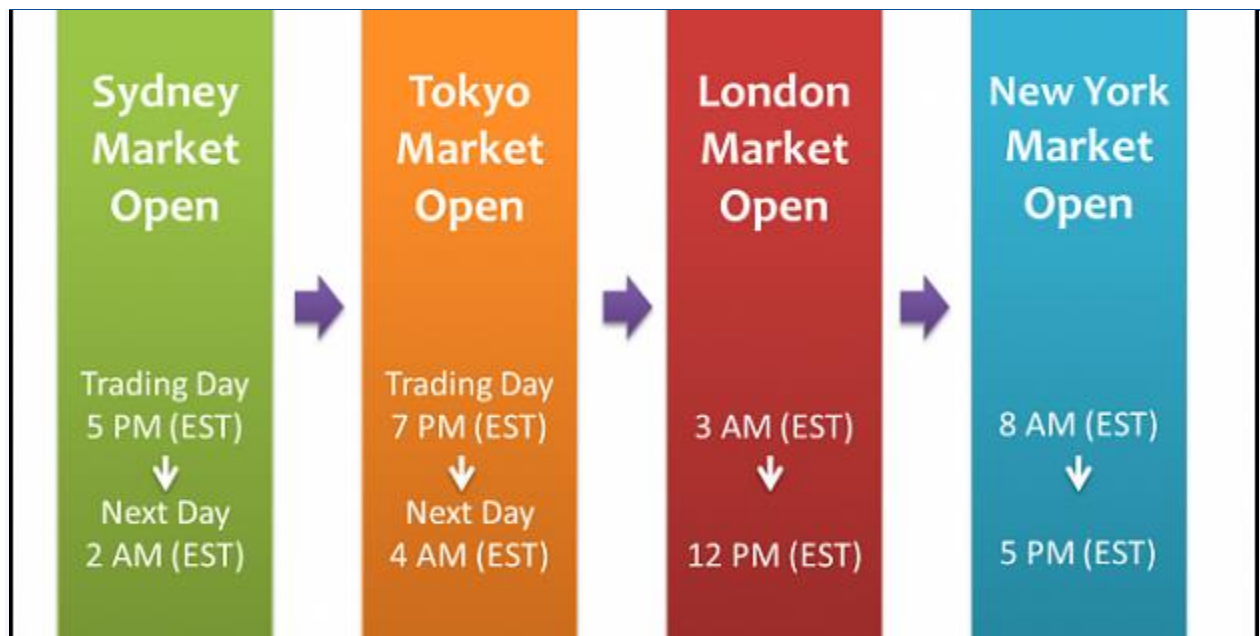 Sydney
Market
Open
Trading Day
5 PM (EST)
Next Day
2 AM (EST)
Tokyo
Market
Open
Trading Day
7 PM (EST)
Next Day
4 AM (EST)
London
Market
Open
3 AM (EST)
12 PM (EST)
New York
Market
Open
8 AM (EST)
5 PM (EST)